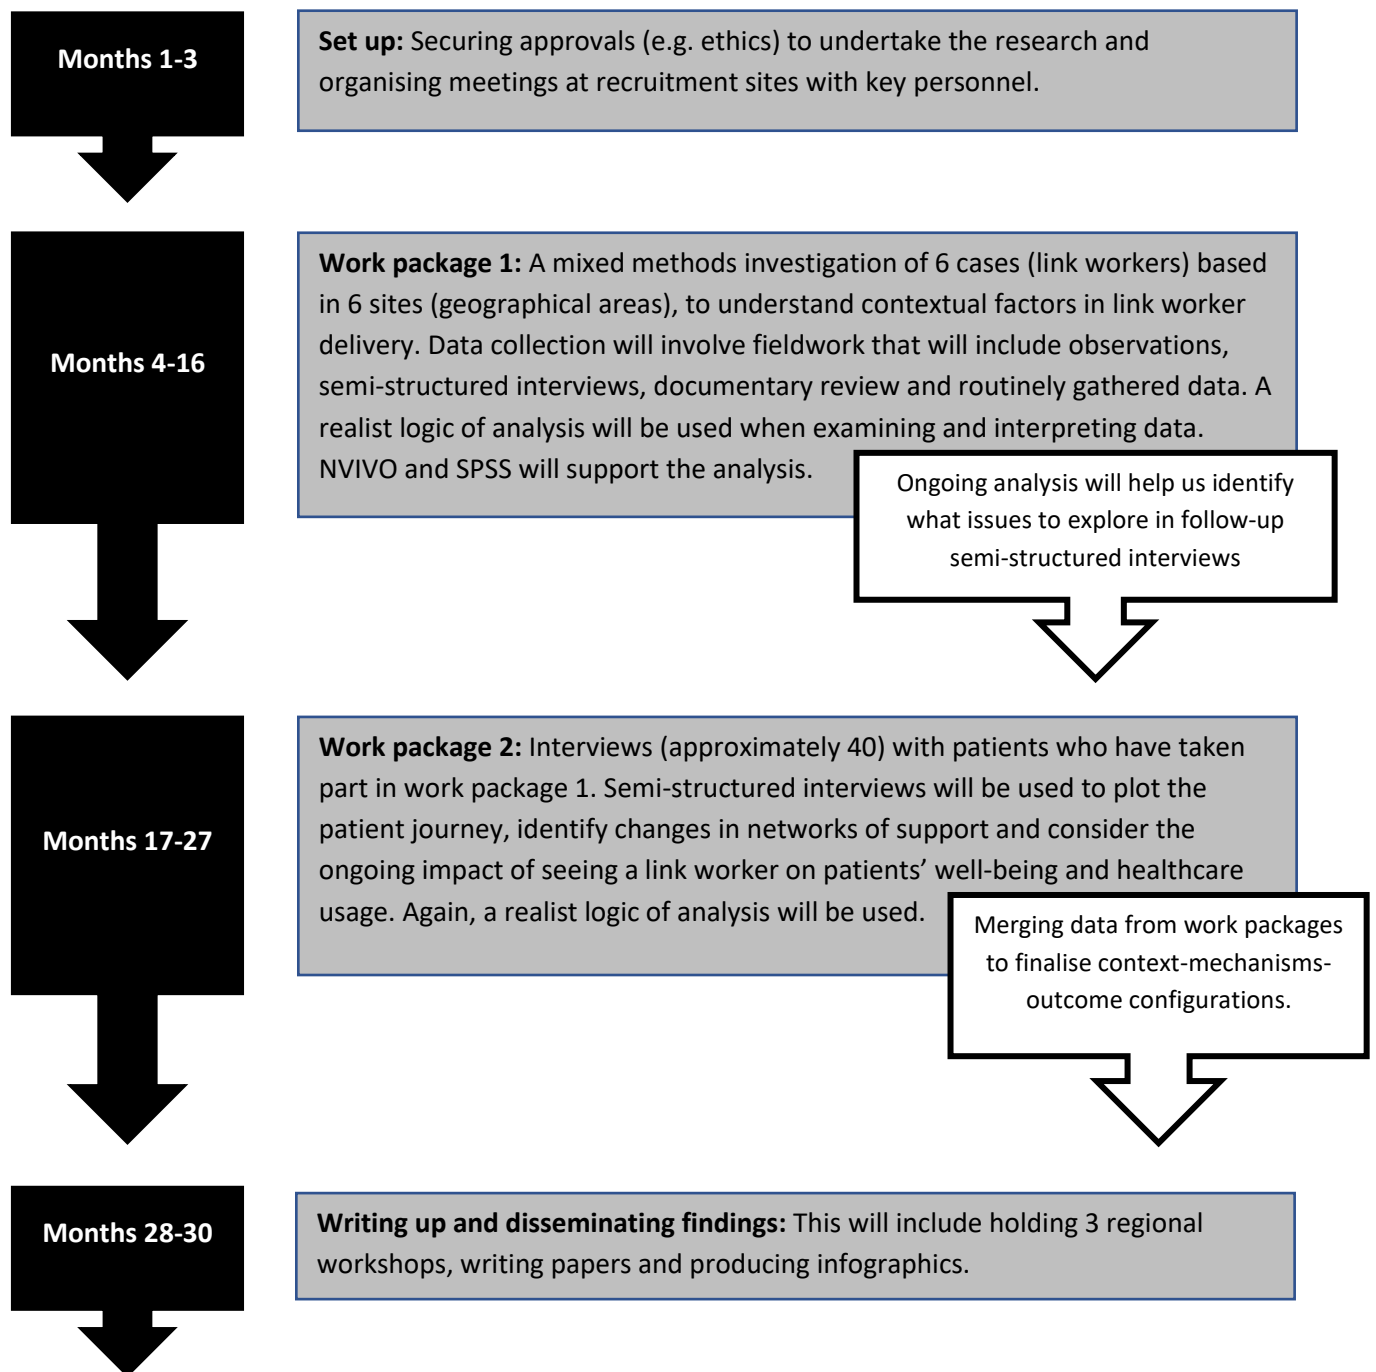 Months 1-3
Set up: Securing approvals (e.g. ethics) to undertake the research and
organising meetings at recruitment sites with key personnel.
Months 4-16
Work package 1: A mixed methods investigation of 6 cases (link workers) based
in 6 sites (geographical areas), to understand contextual factors in link worker
delivery. Data collection will involve fieldwork that will include observations,
semi-structured interviews, documentary review and routinely gathered data. A
realist logic of analysis will be used when examining and interpreting data.
NVIVO and SPSS will support the analysis.
Ongoing analysis will help us identify
what issues to explore in follow-up
semi-structured interviews
Months 17-27
Work package 2: Interviews (approximately 40) with patients who have taken
part in work package 1. Semi-structured interviews will be used to plot the
patient journey, identify changes in networks of support and consider the
ongoing impact of seeing a link worker on patients’ well-being and healthcare
usage. Again, a realist logic of analysis will be used.
Merging data from work packages
to finalise context-mechanisms-
outcome configurations.
Months 28-30
Writing up and disseminating findings: This will include holding 3 regional
workshops, writing papers and producing infographics.